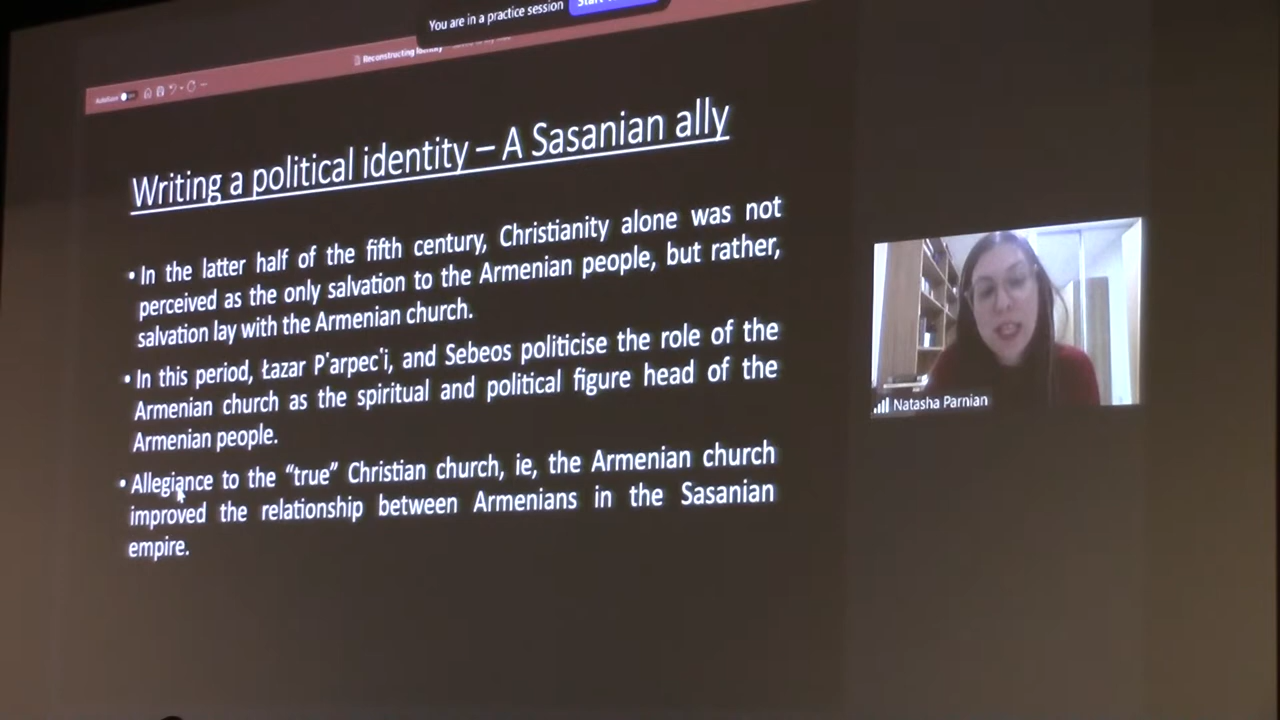 You are in a practice session
AutoSave
Reconstructing Identity
Writing a political identity – A Sasanian ally
• In the latter half of the fifth century, Christianity alone was not
perceived as the only salvation to the Armenian people, but rather,
salvation lay with the Armenian church.
• In this period, Łazar Pʽarpecʽi, and Sebeos politicise the role of the
Armenian church as the spiritual and political figure head of the
Armenian people.
• Allegiance to the “true” Christian church, ie, the Armenian church
improved the relationship between Armenians in the Sasanian
empire.
Natasha Parnian